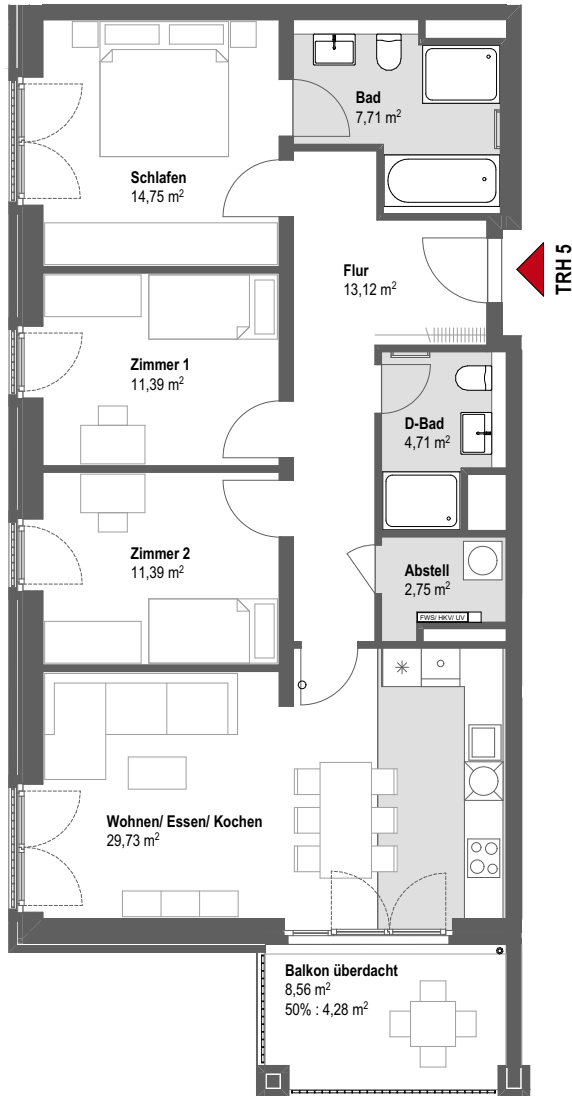 Bad
7,71 m²
Schlafen
14,75 m²
Flur
13,12 m²
TRH 5
Zimmer 1
11,39 m²
D-Bad
4,71 m²
Zimmer 2
11,39 m²
Abstell
2,75 m²
FWS/ HKV/ UV
Wohnen/ Essen/ Kochen
29,73 m²
Balkon überdacht
8,56 m²
50% : 4,28 m²